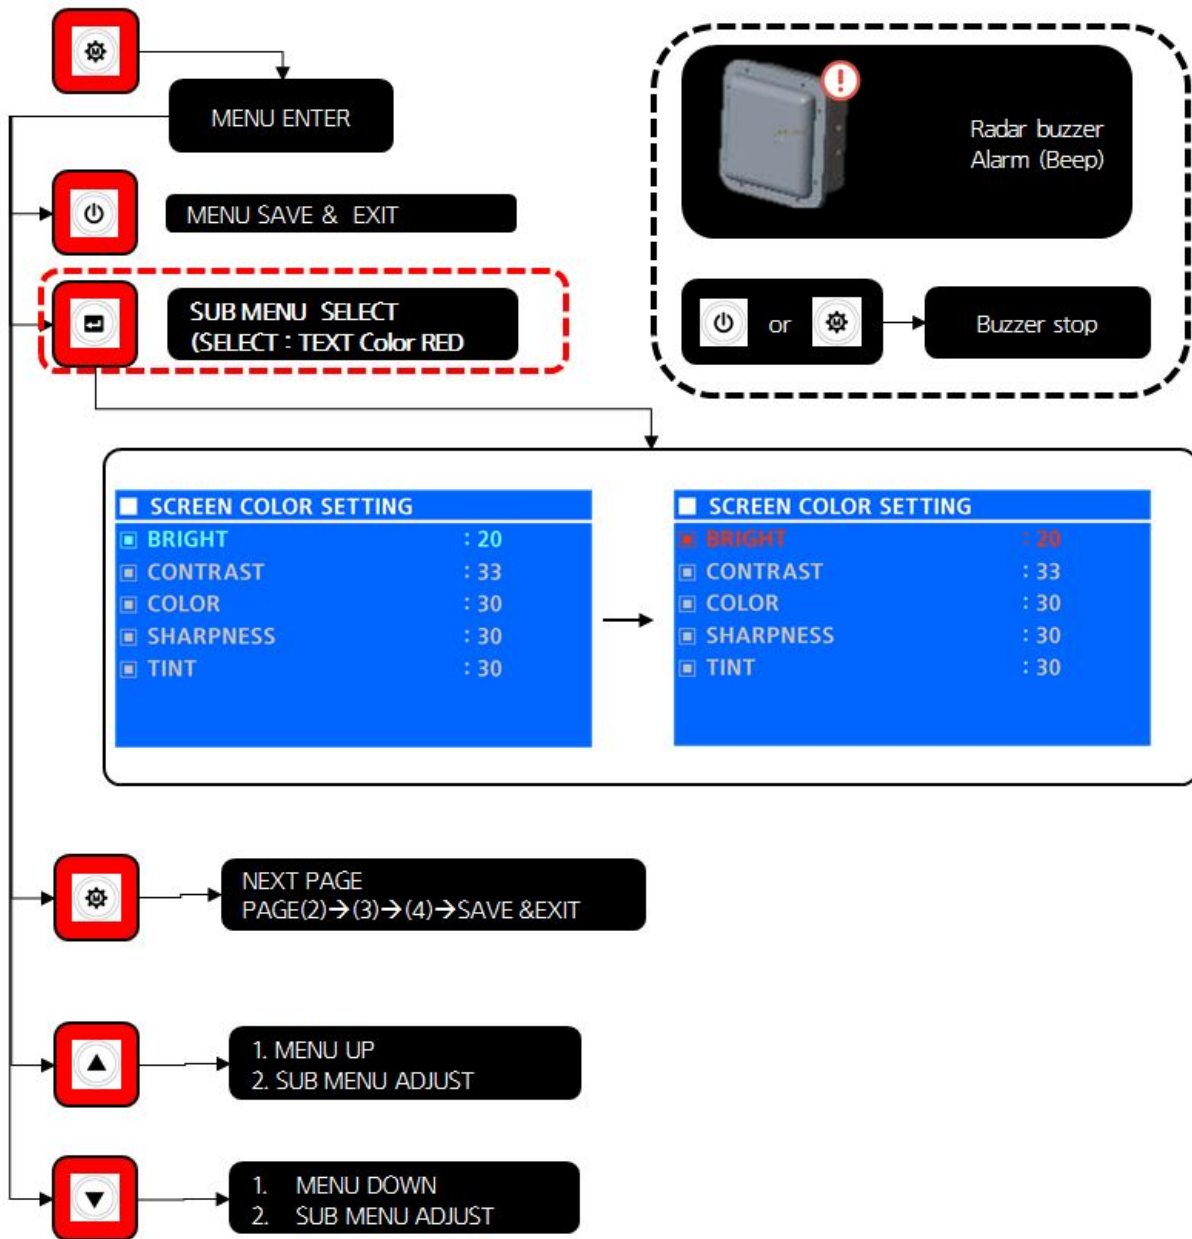 MENU ENTER
MENU SAVE & EXIT
SUB MENU SELECT
(SELECT : TEXT Color RED
Radar buzzer
Alarm (Beep)
or
Buzzer stop
SCREEN COLOR SETTING
BRIGHT : 20
CONTRAST : 33
COLOR : 30
SHARPNESS : 30
TINT : 30
SCREEN COLOR SETTING
BRIGHT : 20
CONTRAST : 33
COLOR : 30
SHARPNESS : 30
TINT : 30
NEXT PAGE
PAGE(2)→(3)→(4)→SAVE &EXIT
1. MENU UP
2. SUB MENU ADJUST
1. MENU DOWN
2. SUB MENU ADJUST